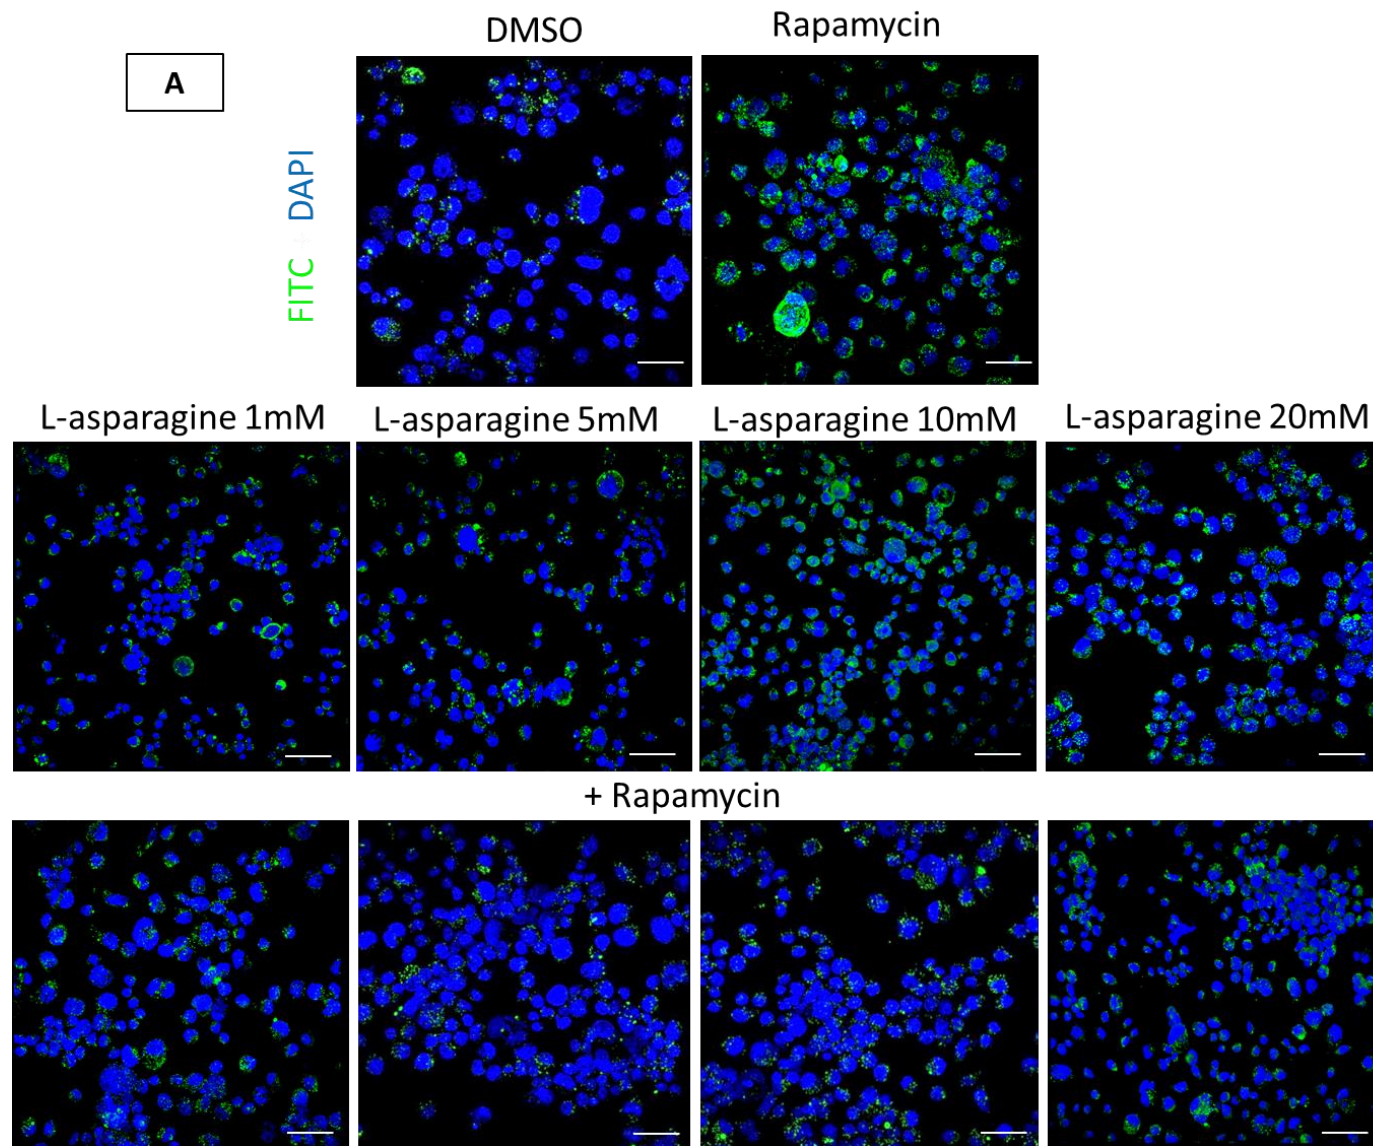 DMSO
Rapamycin
A
FITC + DAPI
L-asparagine 1mM
L-asparagine 5mM
L-asparagine 10mM
L-asparagine 20mM
+ Rapamycin